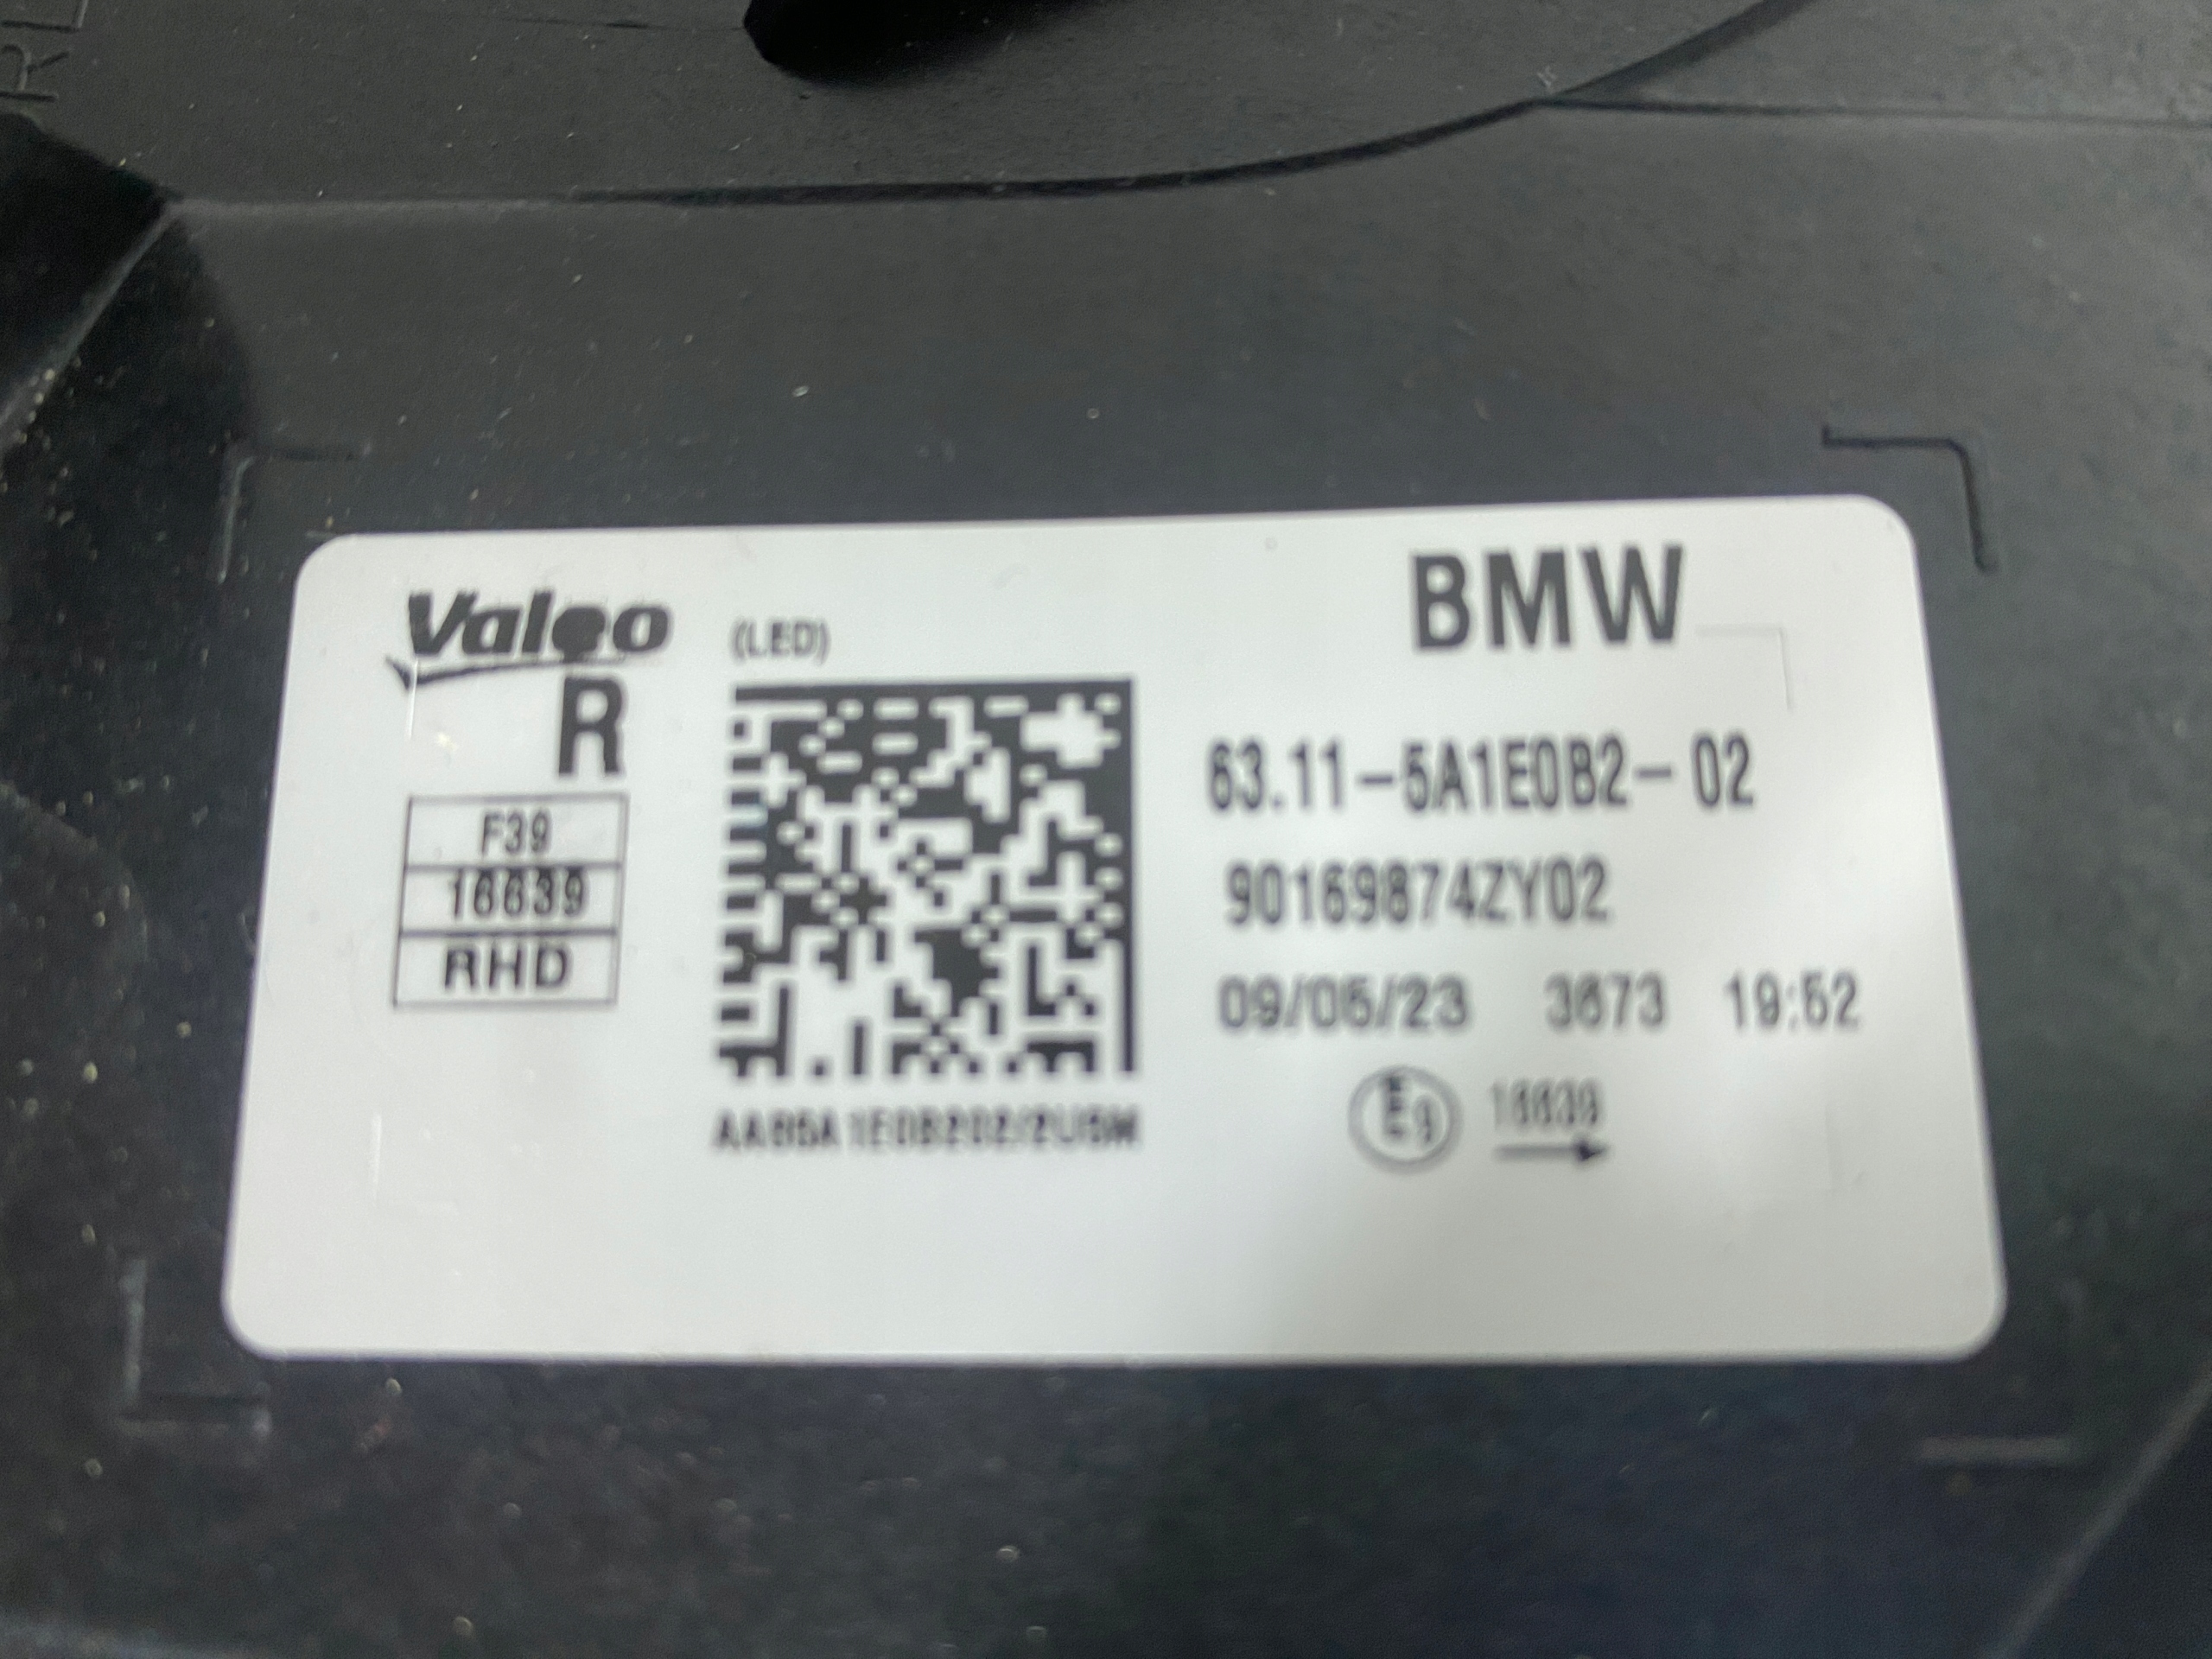 Valeo (LED) BMW
R
63.11-5A1E0B2-02
F39
16639
RHD
90169874ZY02
09/05/23 3673 19:52
E9 16639